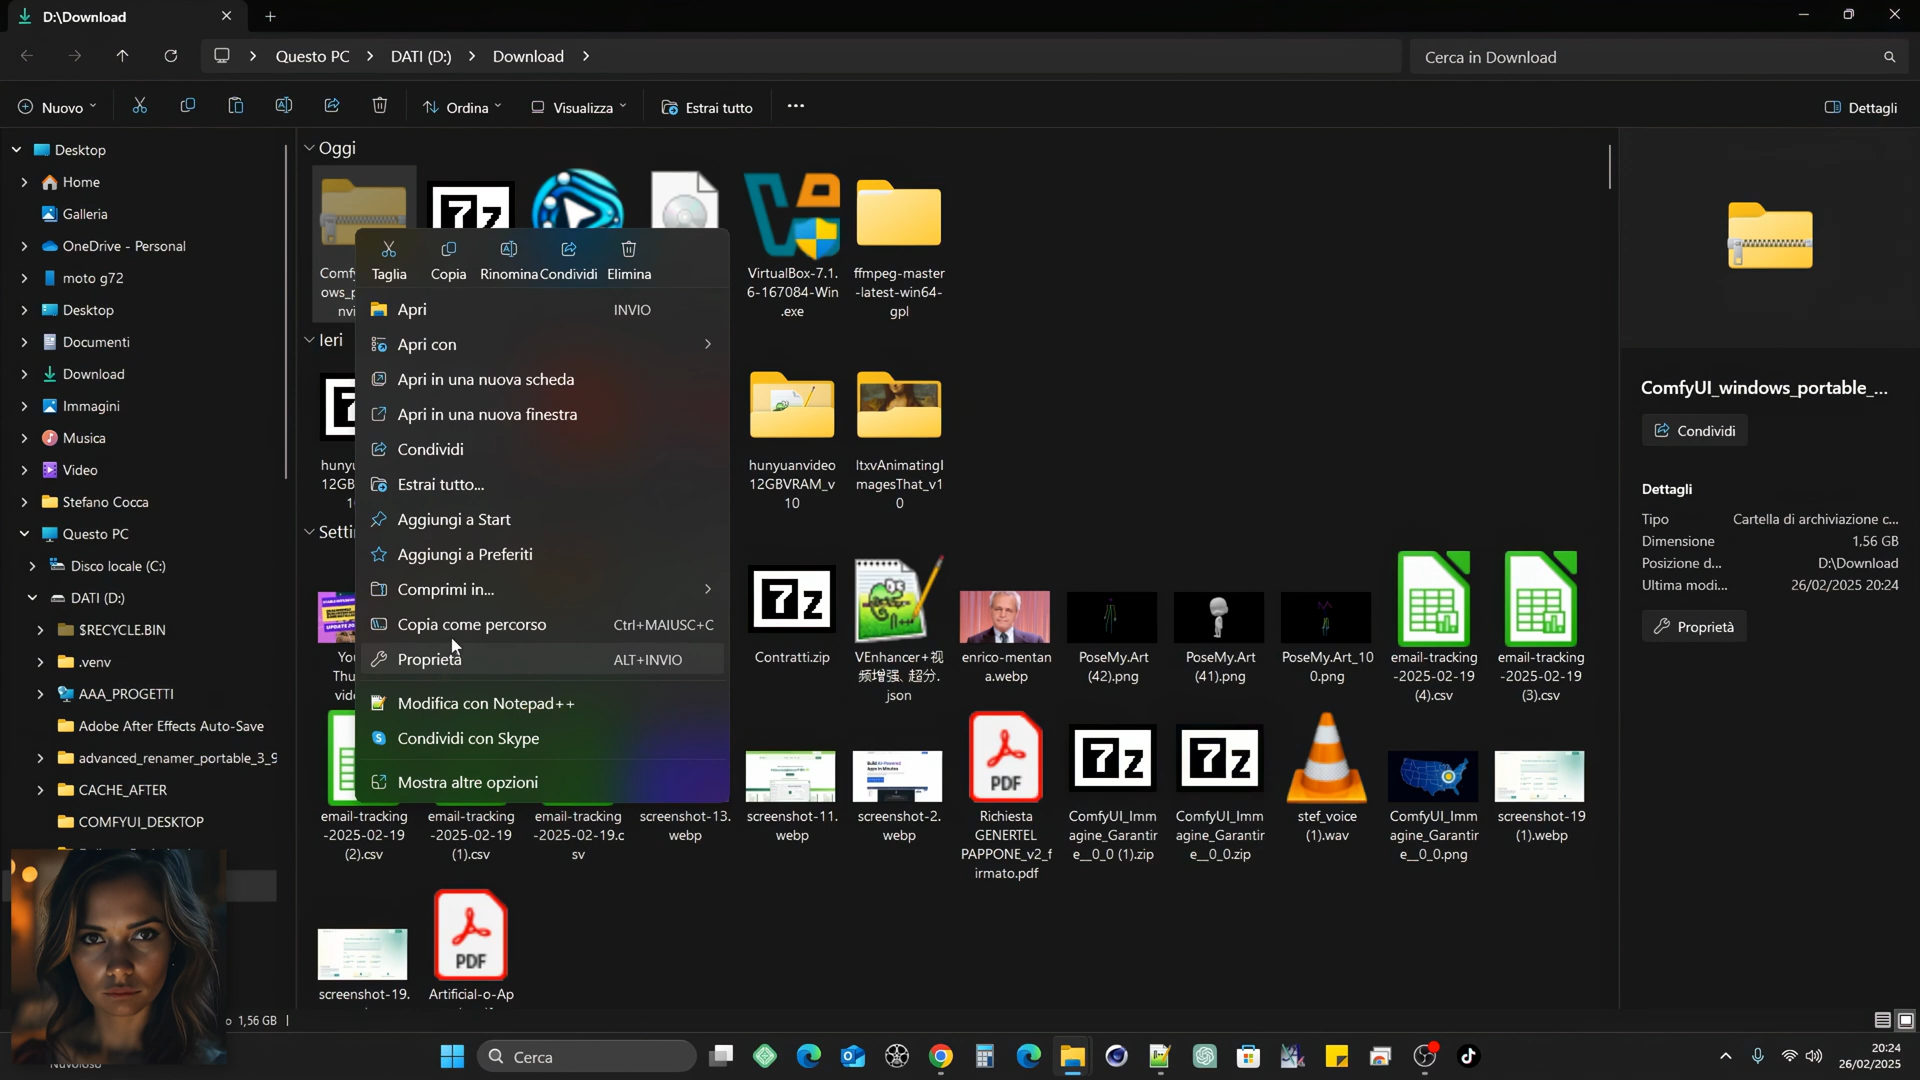 D:\Download
Questo PC
DATI (D:)
Download
Cerca in Download
Nuovo
Ordina
Visualizza
Estrai tutto
Dettagli
Desktop
Home
Galleria
OneDrive - Personal
moto g72
Desktop
Documenti
Download
Immagini
Musica
Video
Stefano Cocca
Questo PC
Disco locale (C:)
DATI (D:)
$RECYCLE.BIN
.venv
AAA_PROGETTI
Adobe After Effects Auto-Save
advanced_renamer_portable_3_9
CACHE_AFTER
COMFYUI_DESKTOP
1,56 GB
Oggi
VirtualBox-7.1.
6-167084-Win
.exe
ffmpeg-master
-latest-win64-
gpl
Taglia
Copia
Rinomina
Condividi
Elimina
Apri
INVIO
Apri con
Apri in una nuova scheda
Apri in una nuova finestra
Condividi
Estrai tutto...
Aggiungi a Start
Aggiungi a Preferiti
Comprimi in...
Copia come percorso
Ctrl+MAIUSC+C
Proprietà
ALT+INVIO
Modifica con Notepad++
Condividi con Skype
Mostra altre opzioni
Ieri
hunyuanvideo
12GBVRAM_v
10
ltxvAnimatingI
magesThat_v1
0
7z
Contratti.zip
VEnhancer+视
频增强、超分.
json
enrico-mentan
a.webp
PoseMy.Art
(42).png
PoseMy.Art
(41).png
PoseMy.Art_10
0.png
email-tracking
-2025-02-19
(4).csv
email-tracking
-2025-02-19
(3).csv
email-tracking
-2025-02-19
(2).csv
email-tracking
-2025-02-19
(1).csv
email-tracking
-2025-02-19.c
sv
screenshot-13.
webp
screenshot-11.
webp
screenshot-2.
webp
PDF
Richiesta
GENERTEL
PAPPONE_v2_f
irmato.pdf
7z
ComfyUI_Imm
agine_Garantir
e__0_0 (1).zip
7z
ComfyUI_Imm
agine_Garantir
e__0_0.zip
stef_voice
(1).wav
ComfyUI_Imm
agine_Garantir
e__0_0.png
screenshot-19
(1).webp
screenshot-19.
PDF
Artificial-o-Ap
ComfyUI_windows_portable_...
Condividi
Dettagli
Tipo
Cartella di archiviazione c...
Dimensione
1,56 GB
Posizione d...
D:\Download
Ultima modi...
26/02/2025 20:24
Proprietà
Cerca
20:24
26/02/2025